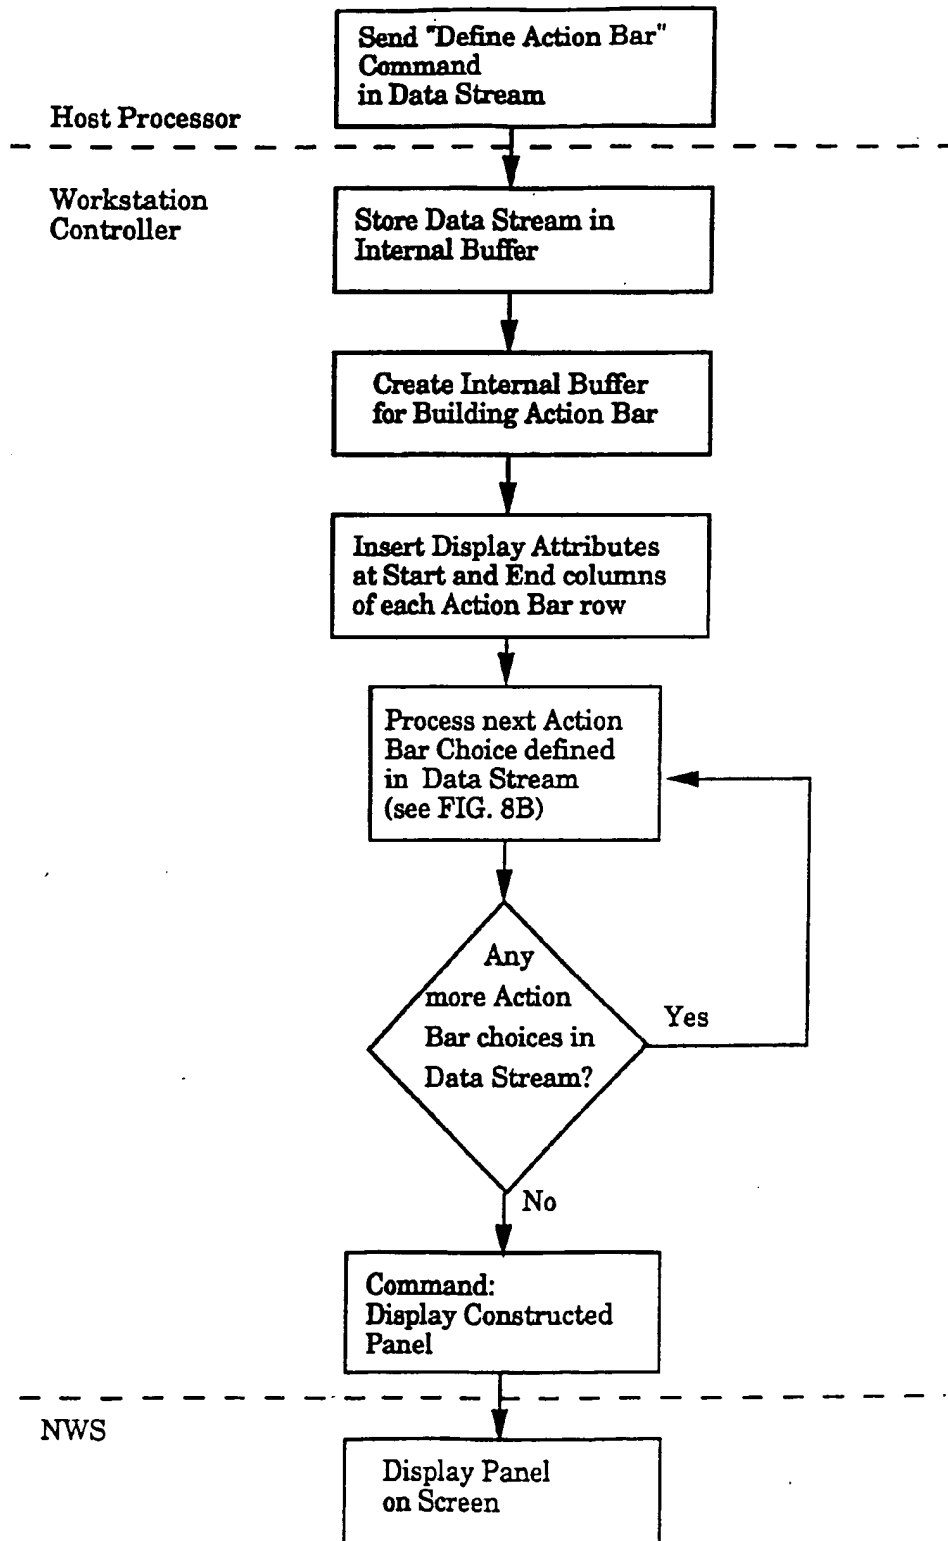 Send "Define Action Bar"
Command
in Data Stream
Host Processor
Workstation
Controller
Store Data Stream in
Internal Buffer
Create Internal Buffer
for Building Action Bar
Insert Display Attributes
at Start and End columns
of each Action Bar row
Process next Action
Bar Choice defined
in Data Stream
(see FIG. 8B)
Any
more Action
Bar choices in
Data Stream?
Yes
No
Command:
Display Constructed
Panel
NWS
Display Panel
on Screen